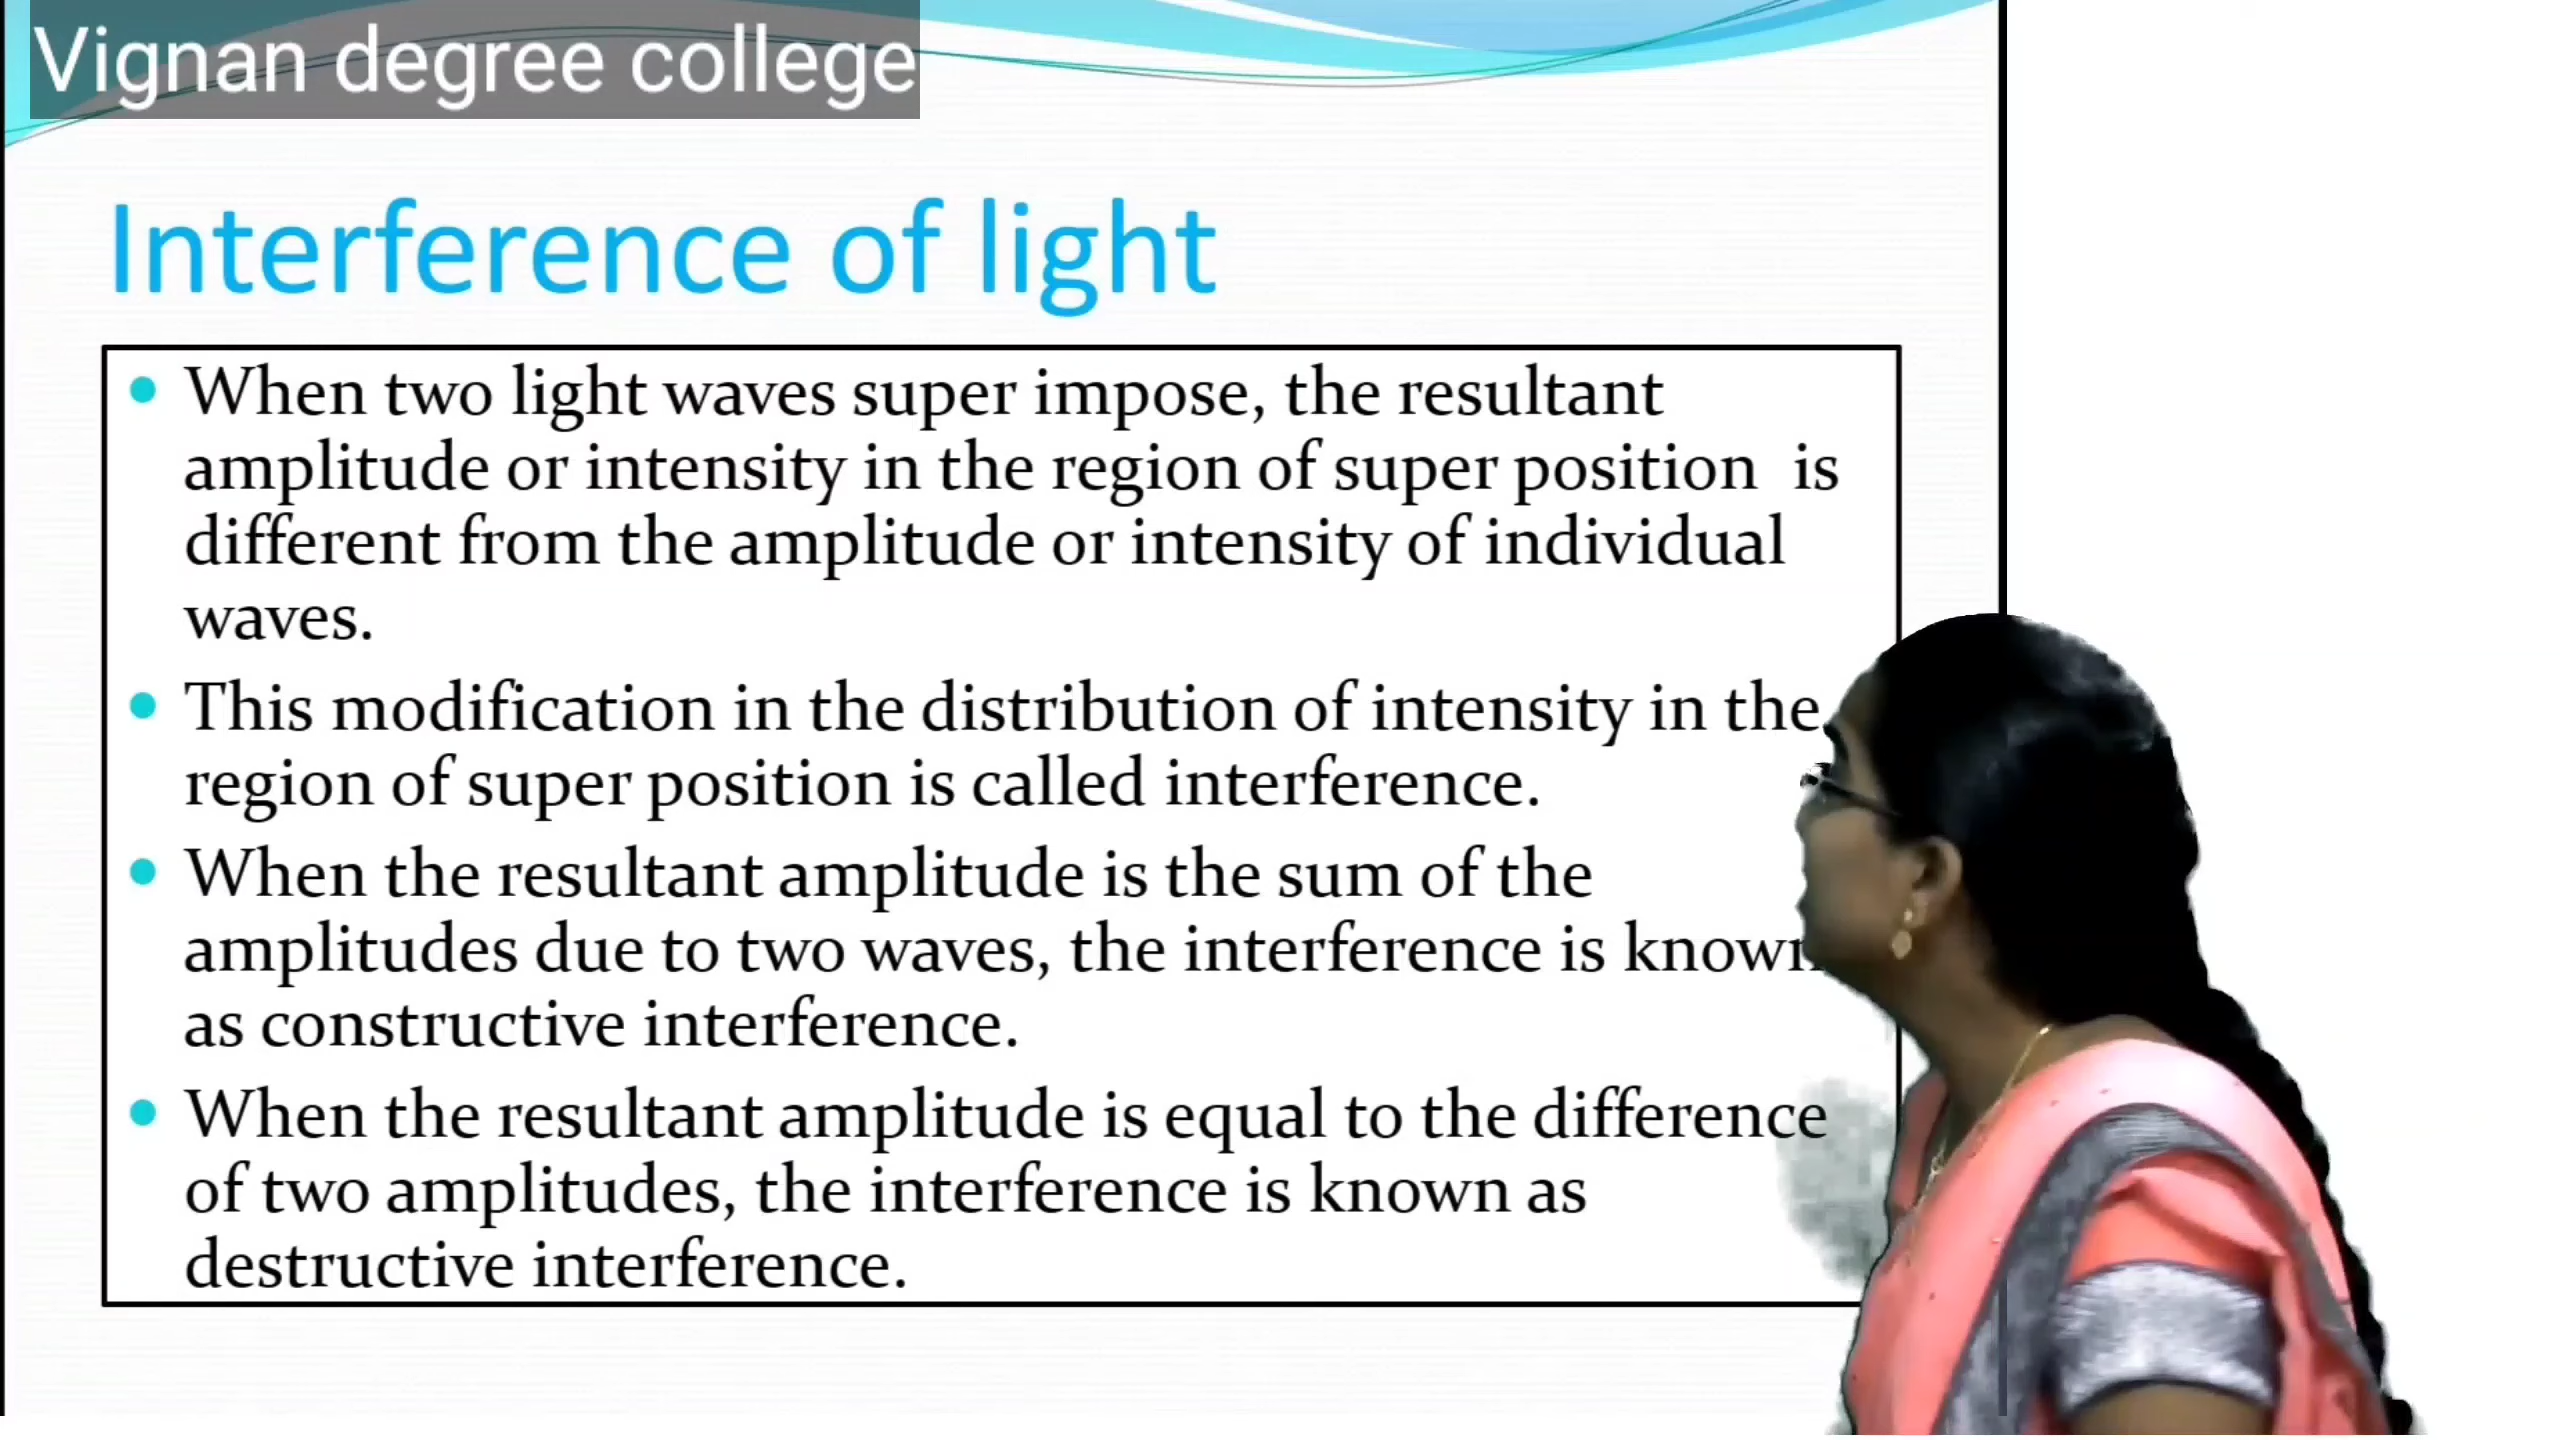 Vignan degree college
Interference of light
• When two light waves super impose, the resultant
amplitude or intensity in the region of super position is
different from the amplitude or intensity of individual
waves.
• This modification in the distribution of intensity in the
region of super position is called interference.
• When the resultant amplitude is the sum of the
amplitudes due to two waves, the interference is known
as constructive interference.
• When the resultant amplitude is equal to the difference
of two amplitudes, the interference is known as
destructive interference.